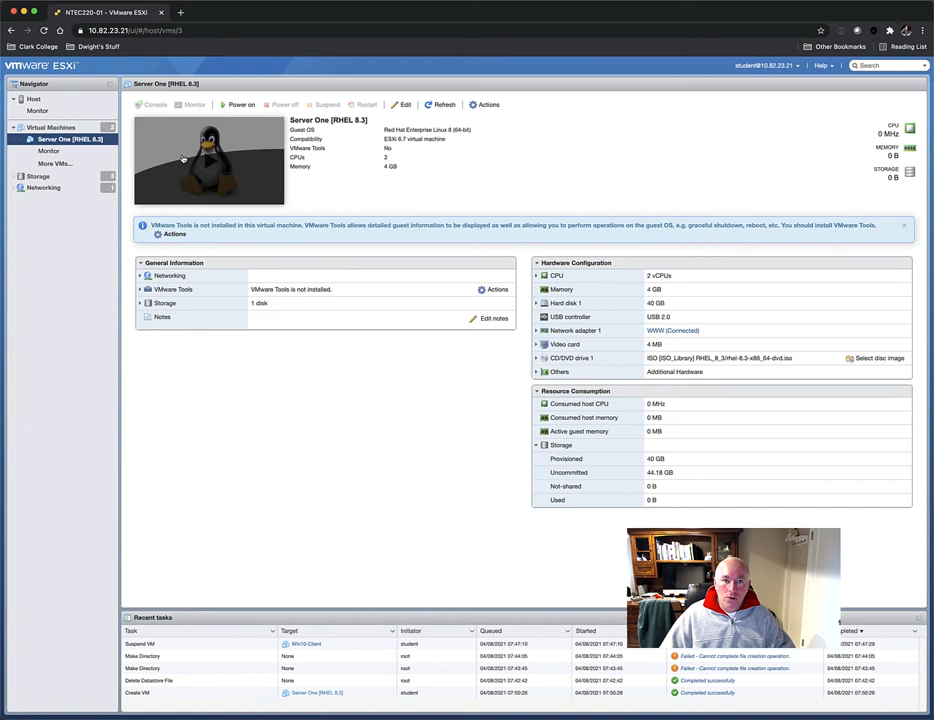 NTEC220-01 - VMware ESXi
10.82.23.21/ui/#/host/vms/3
Clark College
Dwight's Stuff
Other Bookmarks
Reading List
vmware ESXi
student@10.82.23.21
Help
Search
Navigator
Server One [RHEL 8.3]
Host
Monitor
Virtual Machines
2
Server One [RHEL 8.3]
Monitor
More VMs...
Storage
3
Networking
1
Console
Monitor
Power on
Power off
Suspend
Restart
Edit
Refresh
Actions
Server One [RHEL 8.3]
Guest OS Red Hat Enterprise Linux 8 (64-bit)
Compatibility ESXi 6.7 virtual machine
VMware Tools No
CPUs 2
Memory 4 GB
CPU
0 MHz
MEMORY
0 B
STORAGE
0 B
VMware Tools is not installed in this virtual machine. VMware Tools allows detailed guest information to be displayed as well as allowing you to perform operations on the guest OS, e.g. graceful shutdown, reboot, etc. You should install VMware Tools.
Actions
General Information
Networking
VMware Tools VMware Tools is not installed. Actions
Storage 1 disk
Notes Edit notes
Hardware Configuration
CPU 2 vCPUs
Memory 4 GB
Hard disk 1 40 GB
USB controller USB 2.0
Network adapter 1 WWW (Connected)
Video card 4 MB
CD/DVD drive 1 ISO [ISO_Library] RHEL_8_3/rhel-8.3-x86_64-dvd.iso Select disc image
Others Additional Hardware
Resource Consumption
Consumed host CPU 0 MHz
Consumed host memory 0 MB
Active guest memory 0 MB
Storage
Provisioned 40 GB
Uncommitted 44.18 GB
Not-shared 0 B
Used 0 B
Recent tasks
Task Target Initiator Queued Started pleted
Suspend VM Win10-Client student 04/08/2021 07:47:10 04/08/2021 07:47:10 /2021 07:47:29
Make Directory None root 04/08/2021 07:44:05 04/08/2021 07:44:05 Failed - Cannot complete file creation operation. 04/08/2021 07:44:05
Make Directory None root 04/08/2021 07:43:45 04/08/2021 07:43:45 Failed - Cannot complete file creation operation. 04/08/2021 07:43:45
Delete Datastore File None root 04/08/2021 07:42:42 04/08/2021 07:42:42 Completed successfully 04/08/2021 07:42:42
Create VM Server One [RHEL 8.3] student 04/08/2021 07:50:26 04/08/2021 07:50:26 Completed successfully 04/08/2021 07:50:26